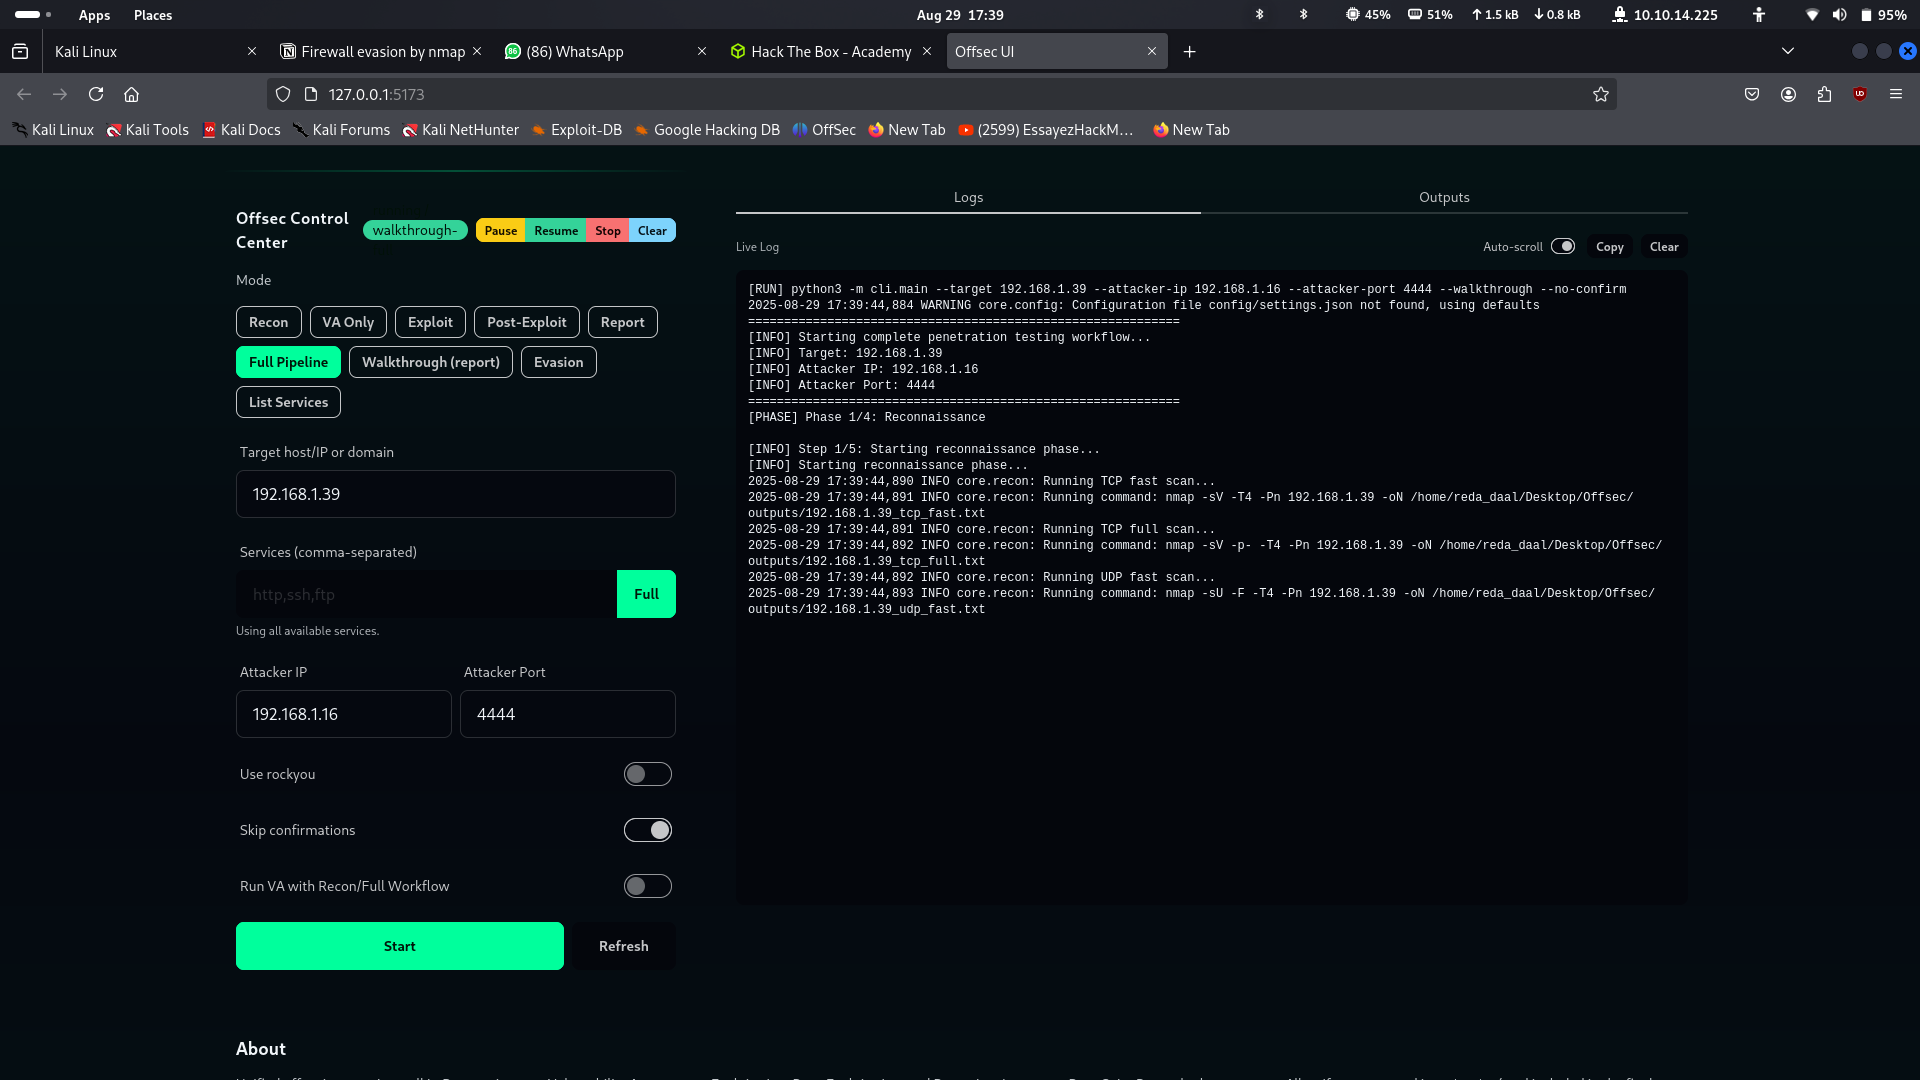 Apps Places Aug 29 17:39 45% 51% 1.5 kB 0.8 kB 10.10.14.225 95%
Kali Linux Firewall evasion by nmap (86) WhatsApp Hack The Box - Academy Offsec UI
127.0.0.1:5173
Kali Linux Kali Tools Kali Docs Kali Forums Kali NetHunter Exploit-DB Google Hacking DB OffSec New Tab (2599) EssayezHackM… New Tab
Offsec Control
Center
walkthrough- Pause Resume Stop Clear
Mode
Recon VA Only Exploit Post-Exploit Report
Full Pipeline Walkthrough (report) Evasion
List Services
Target host/IP or domain
192.168.1.39
Services (comma-separated)
http,ssh,ftp Full
Using all available services.
Attacker IP Attacker Port
192.168.1.16 4444
Use rockyou
Skip confirmations
Run VA with Recon/Full Workflow
Start Refresh
Logs Outputs
Live Log Auto-scroll Copy Clear
[RUN] python3 -m cli.main --target 192.168.1.39 --attacker-ip 192.168.1.16 --attacker-port 4444 --walkthrough --no-confirm
2025-08-29 17:39:44,884 WARNING core.config: Configuration file config/settings.json not found, using defaults
============================================================
[INFO] Starting complete penetration testing workflow...
[INFO] Target: 192.168.1.39
[INFO] Attacker IP: 192.168.1.16
[INFO] Attacker Port: 4444
============================================================
[PHASE] Phase 1/4: Reconnaissance
[INFO] Step 1/5: Starting reconnaissance phase...
[INFO] Starting reconnaissance phase...
2025-08-29 17:39:44,890 INFO core.recon: Running TCP fast scan...
2025-08-29 17:39:44,891 INFO core.recon: Running command: nmap -sV -T4 -Pn 192.168.1.39 -oN /home/reda_daal/Desktop/Offsec/
outputs/192.168.1.39_tcp_fast.txt
2025-08-29 17:39:44,891 INFO core.recon: Running TCP full scan...
2025-08-29 17:39:44,892 INFO core.recon: Running command: nmap -sV -p- -T4 -Pn 192.168.1.39 -oN /home/reda_daal/Desktop/Offsec/
outputs/192.168.1.39_tcp_full.txt
2025-08-29 17:39:44,892 INFO core.recon: Running UDP fast scan...
2025-08-29 17:39:44,893 INFO core.recon: Running command: nmap -sU -F -T4 -Pn 192.168.1.39 -oN /home/reda_daal/Desktop/Offsec/
outputs/192.168.1.39_udp_fast.txt
About